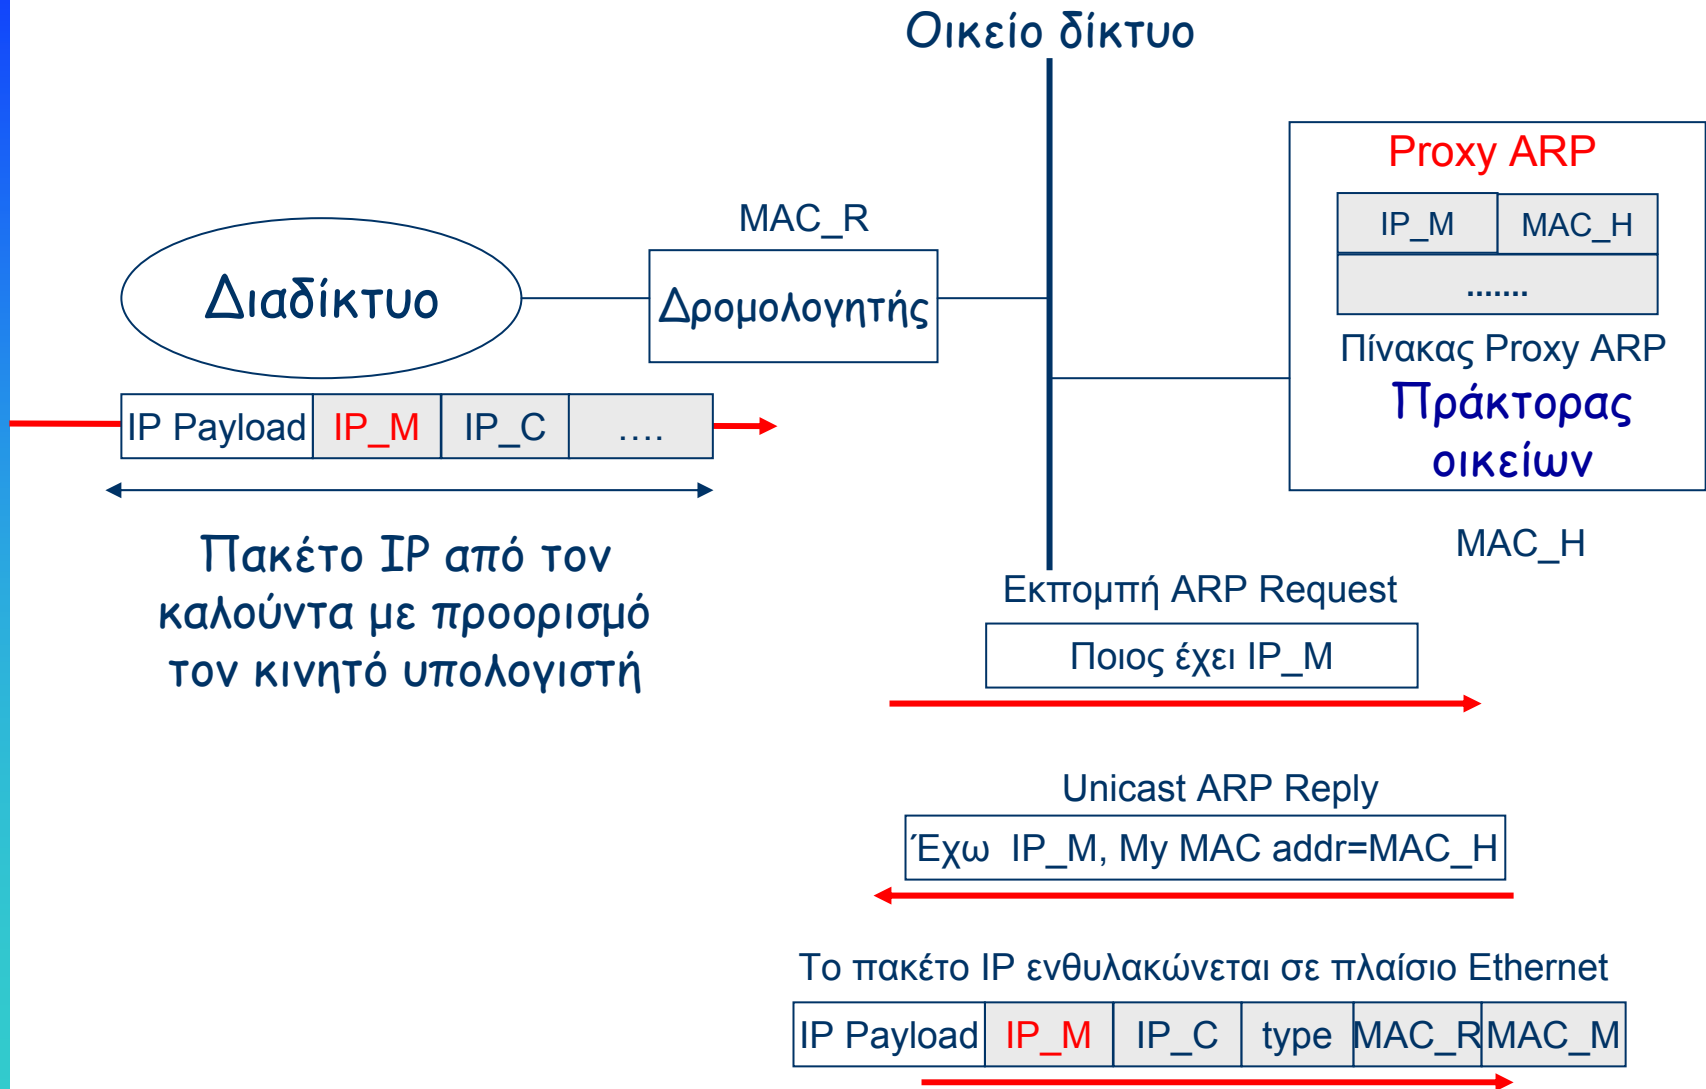 Οικείο δίκτυο
Proxy ARP
IP_M MAC_H
.......
Πίνακας Proxy ARP
Πράκτορας
οικείων
MAC_H
MAC_R
Διαδίκτυο
Δρομολογητής
IP Payload IP_M IP_C ....
Πακέτο IP από τον
καλούντα με προορισμό
τον κινητό υπολογιστή
Εκπομπή ARP Request
Ποιος έχει IP_M
Unicast ARP Reply
Έχω IP_M, My MAC addr=MAC_H
Το πακέτο IP ενθυλακώνεται σε πλαίσιο Ethernet
IP Payload IP_M IP_C type MAC_R MAC_M